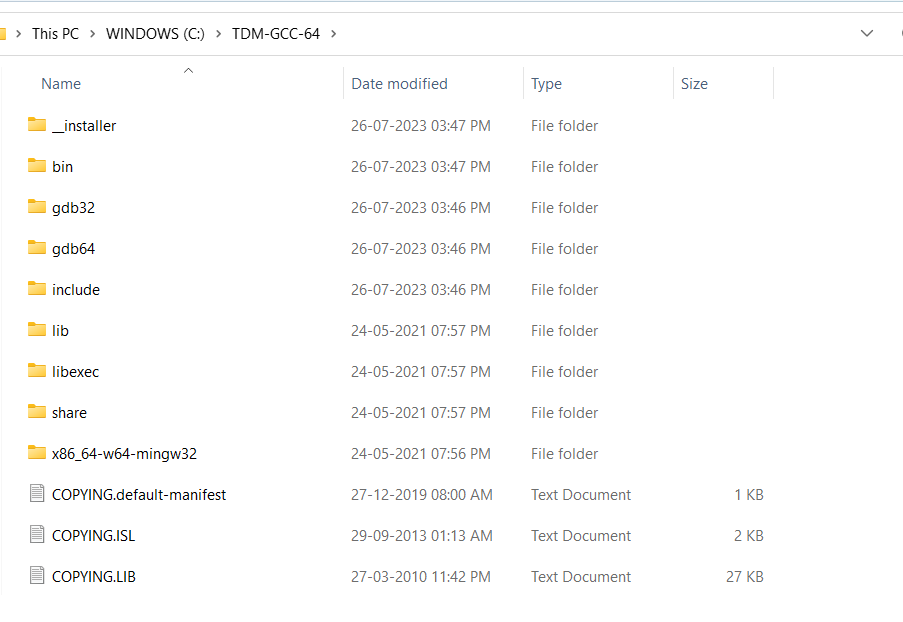 This PC > WINDOWS (C:) > TDM-GCC-64 >
Name Date modified Type Size
__installer 26-07-2023 03:47 PM File folder
bin 26-07-2023 03:47 PM File folder
gdb32 26-07-2023 03:46 PM File folder
gdb64 26-07-2023 03:46 PM File folder
include 26-07-2023 03:46 PM File folder
lib 24-05-2021 07:57 PM File folder
libexec 24-05-2021 07:57 PM File folder
share 24-05-2021 07:57 PM File folder
x86_64-w64-mingw32 24-05-2021 07:56 PM File folder
COPYING.default-manifest 27-12-2019 08:00 AM Text Document 1 KB
COPYING.ISL 29-09-2013 01:13 AM Text Document 2 KB
COPYING.LIB 27-03-2010 11:42 PM Text Document 27 KB